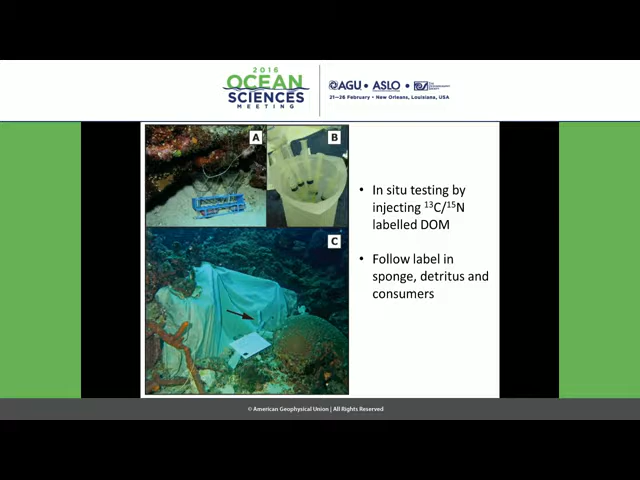 2016
OCEAN
SCIENCES
MEETING
AGU • ASLO •
21–26 February • New Orleans, Louisiana, USA
A
B
C
• In situ testing by
injecting ¹³C/¹⁵N
labelled DOM
• Follow label in
sponge, detritus and
consumers
© American Geophysical Union | All Rights Reserved